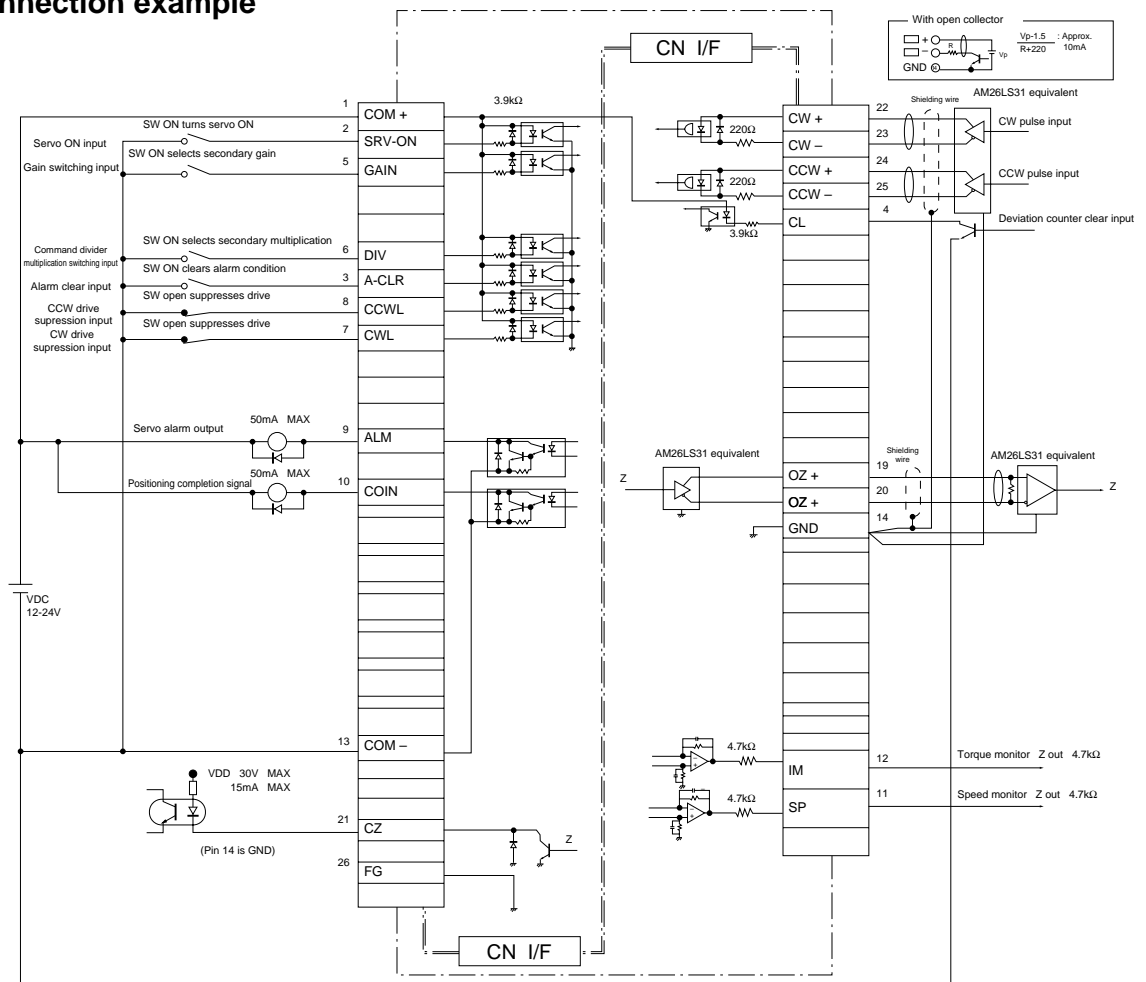 nnection example
CN I/F
With open collector
+
−
GND
R
Vp
Vp-1.5
R+220
: Approx.
10mA
1
COM +
3.9kΩ
SW ON turns servo ON
2
SRV-ON
Servo ON input
SW ON selects secondary gain
Gain switching input
5
GAIN
SW ON selects secondary multiplication
Command divider
multiplication switching input
6
DIV
SW ON clears alarm condition
Alarm clear input
3
A-CLR
SW open suppresses drive
CCW drive
supression input
8
CCWL
SW open suppresses drive
CW drive
supression input
7
CWL
50mA MAX
Servo alarm output
9
ALM
50mA MAX
Positioning completion signal
10
COIN
VDC
12-24V
13
COM −
VDD 30V MAX
15mA MAX
21
CZ
Z
(Pin 14 is GND)
26
FG
CN I/F
AM26LS31 equivalent
Shielding wire
22
CW +
CW pulse input
220Ω
23
CW −
24
CCW +
CCW pulse input
220Ω
25
CCW −
4
CL
3.9kΩ
Deviation counter clear input
AM26LS31 equivalent
Z
Shielding
wire
AM26LS31 equivalent
19
OZ +
Z
20
OZ +
14
GND
4.7kΩ
12
IM
Torque monitor Z out 4.7kΩ
4.7kΩ
11
SP
Speed monitor Z out 4.7kΩ